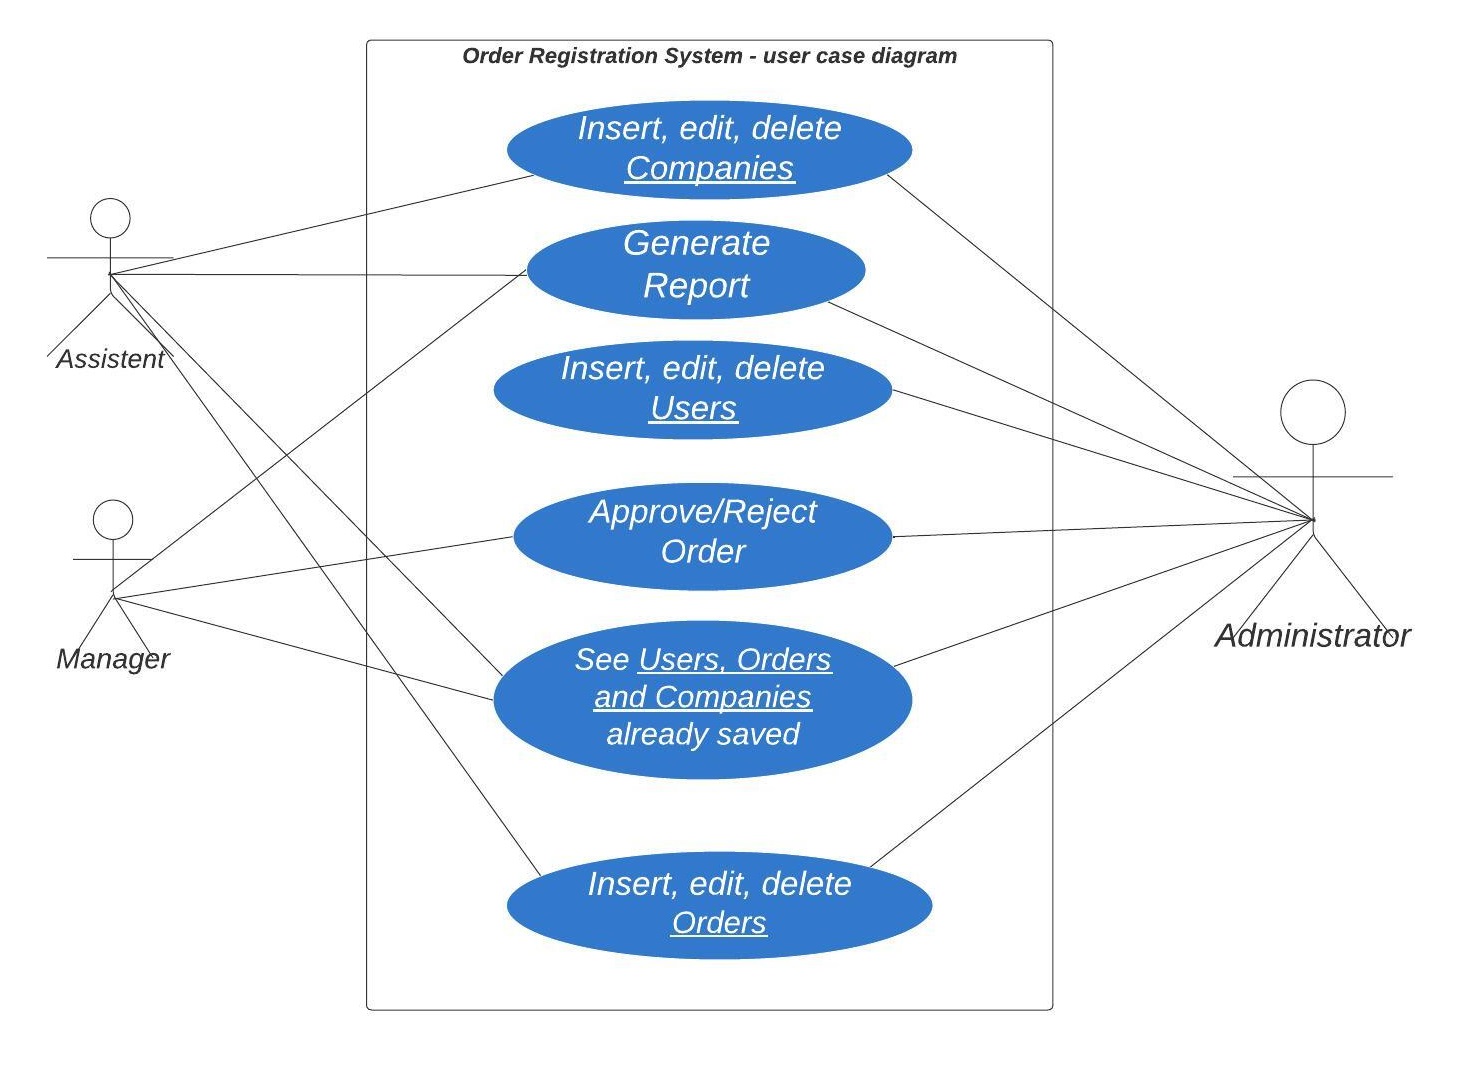 Order Registration System - user case diagram
Insert, edit, delete
Companies
Generate
Report
Insert, edit, delete
Users
Approve/Reject
Order
See Users, Orders
and Companies
already saved
Insert, edit, delete
Orders
Assistent
Manager
Administrator